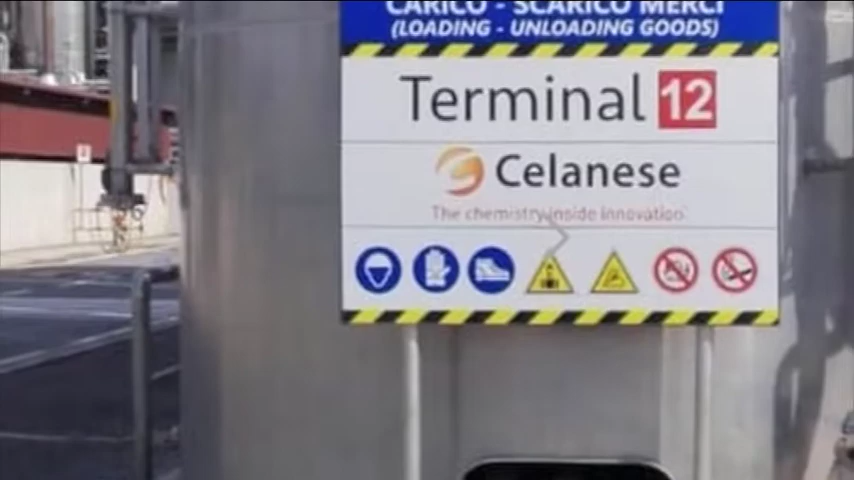 CARICO - SCARICO MERCI
(LOADING - UNLOADING GOODS)
Terminal 12
Celanese
The chemistry inside innovation